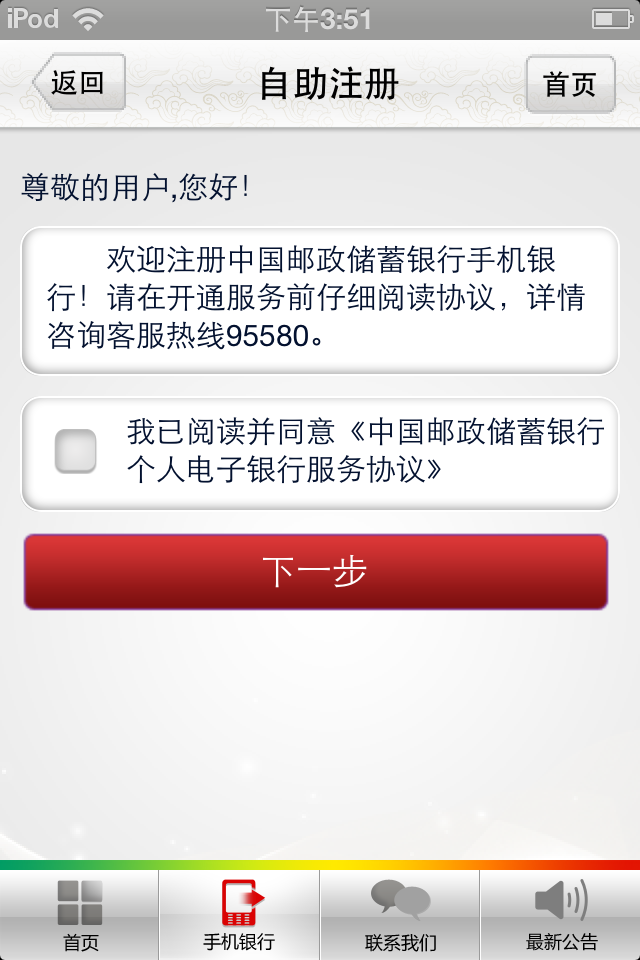 iPod 下午3:51
返回 自助注册 首页
尊敬的用户,您好！
欢迎注册中国邮政储蓄银行手机银
行！请在开通服务前仔细阅读协议，详情
咨询客服热线95580。
我已阅读并同意《中国邮政储蓄银行
个人电子银行服务协议》
下一步
首页 手机银行 联系我们 最新公告